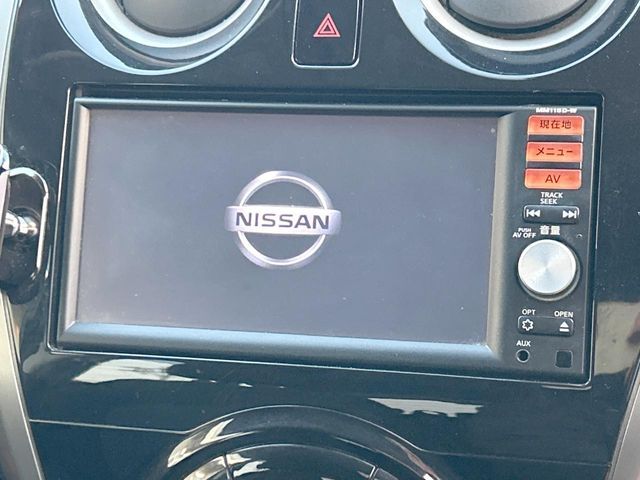 MM115D-W
現在地
メニュー
AV
TRACK
SEEK
NISSAN
PUSH
AV OFF
音量
OPT
OPEN
AUX